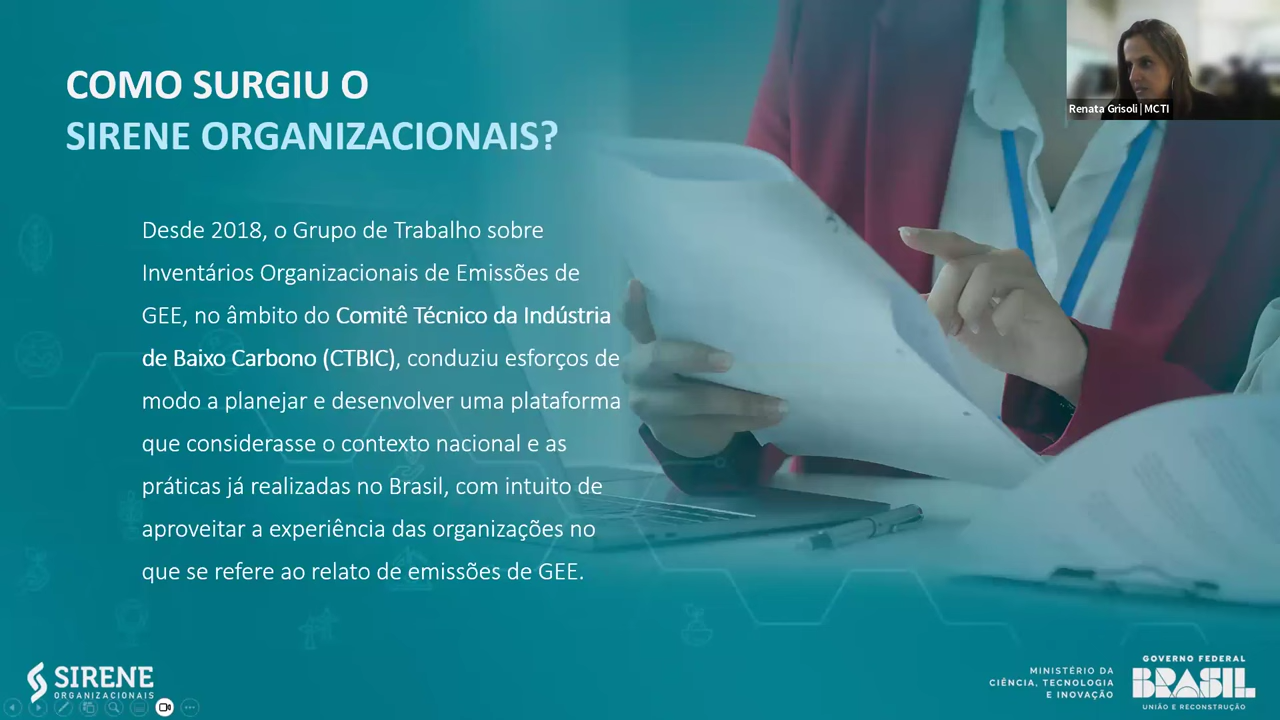 COMO SURGIU O
SIRENE ORGANIZACIONAIS?
Renata Grisoli | MCTI
Desde 2018, o Grupo de Trabalho sobre
Inventários Organizacionais de Emissões de
GEE, no âmbito do Comitê Técnico da Indústria
de Baixo Carbono (CTBIC), conduziu esforços de
modo a planejar e desenvolver uma plataforma
que considerasse o contexto nacional e as
práticas já realizadas no Brasil, com intuito de
aproveitar a experiência das organizações no
que se refere ao relato de emissões de GEE.
SIRENE
ORGANIZACIONAIS
MINISTÉRIO DA
CIÊNCIA, TECNOLOGIA
E INOVAÇÃO
GOVERNO FEDERAL
BRASIL
UNIÃO E RECONSTRUÇÃO